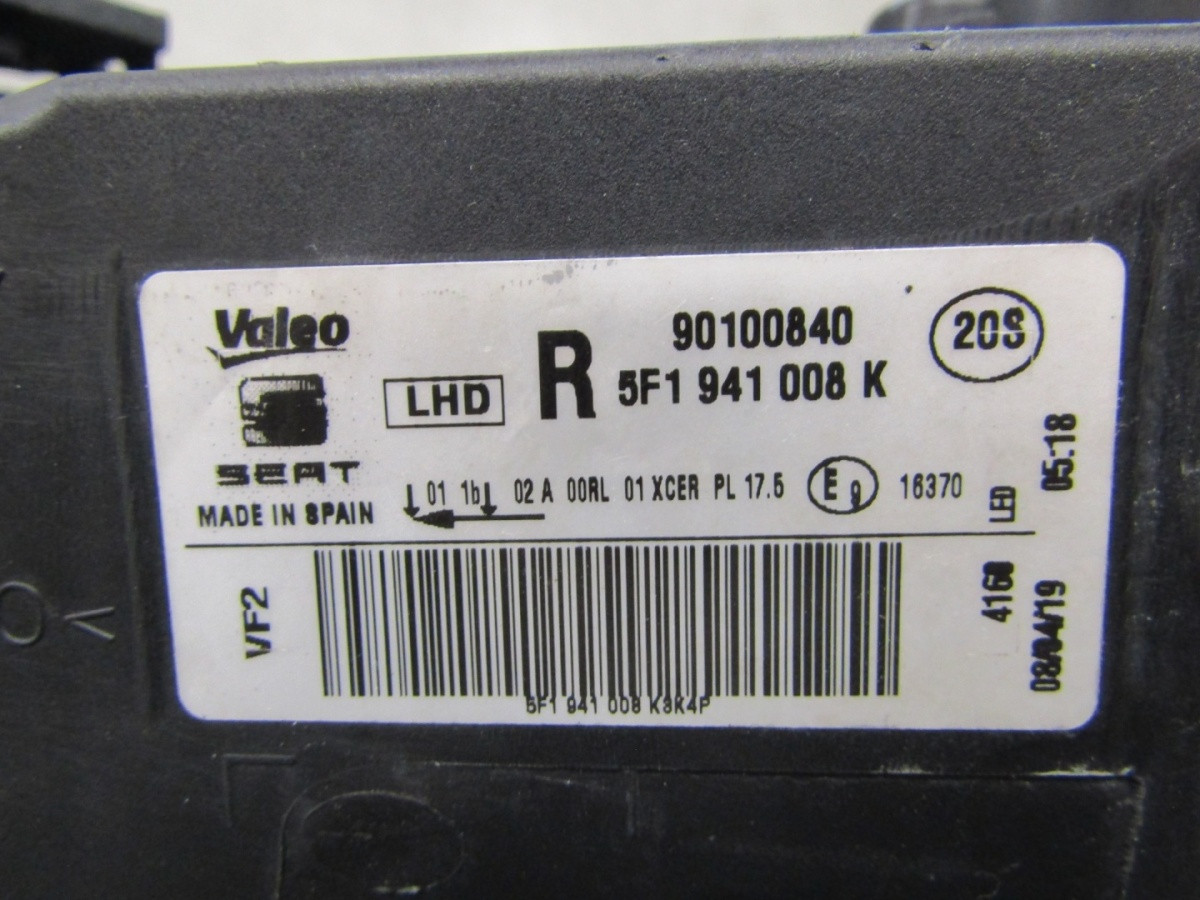 Valeo
SEAT
MADE IN SPAIN
LHD
R
90100840
5F1 941 008 K
20S
01 1b 02 A 00RL 01 XCER PL 17.5
E9
16370
LED
05:18
VF2
4168
08/04/19
5F1 941 008 K3K4P